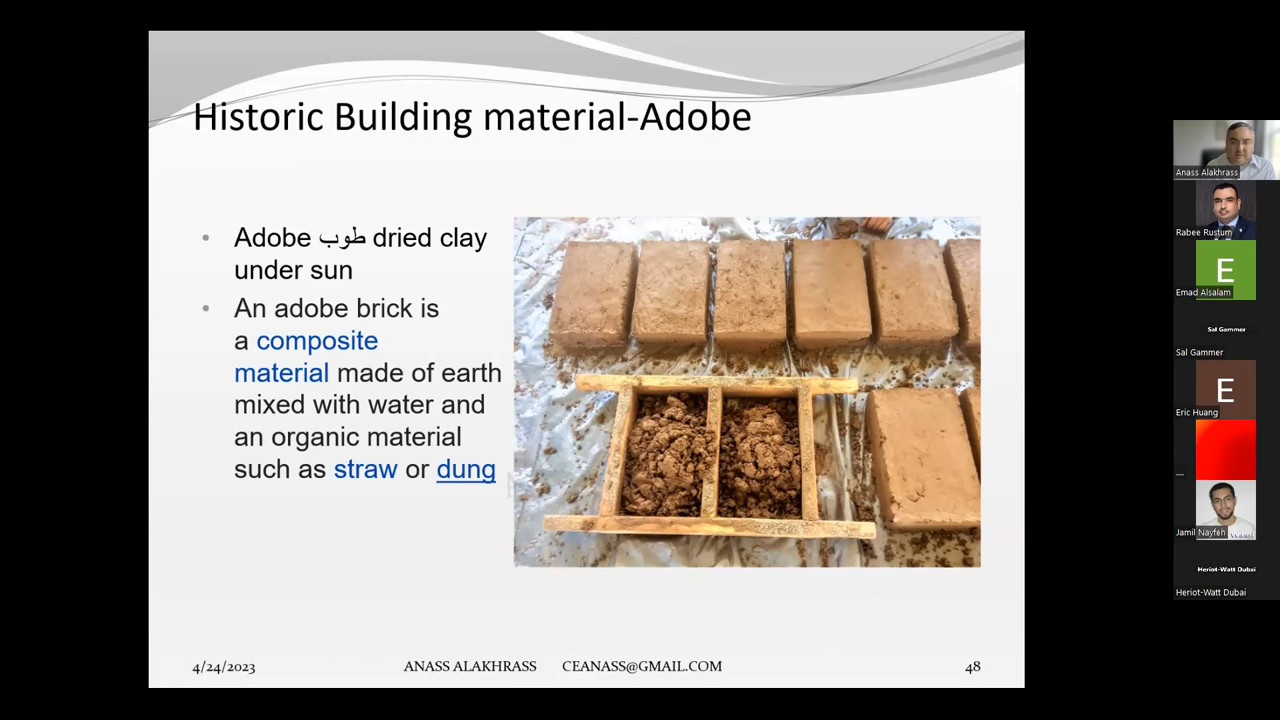 Historic Building material-Adobe
• Adobe طوب dried clay
under sun
• An adobe brick is
a composite
material made of earth
mixed with water and
an organic material
such as straw or dung
4/24/2023 ANASS ALAKHRASS CEANASS@GMAIL.COM 48
Anass Alakhrass
Rabee Rustum
E
Emad Alsalam
Sal Gammer
Sal Gammer
E
Eric Huang
....
Jamil Nayfeh
Heriot-Watt Dubai
Heriot-Watt Dubai